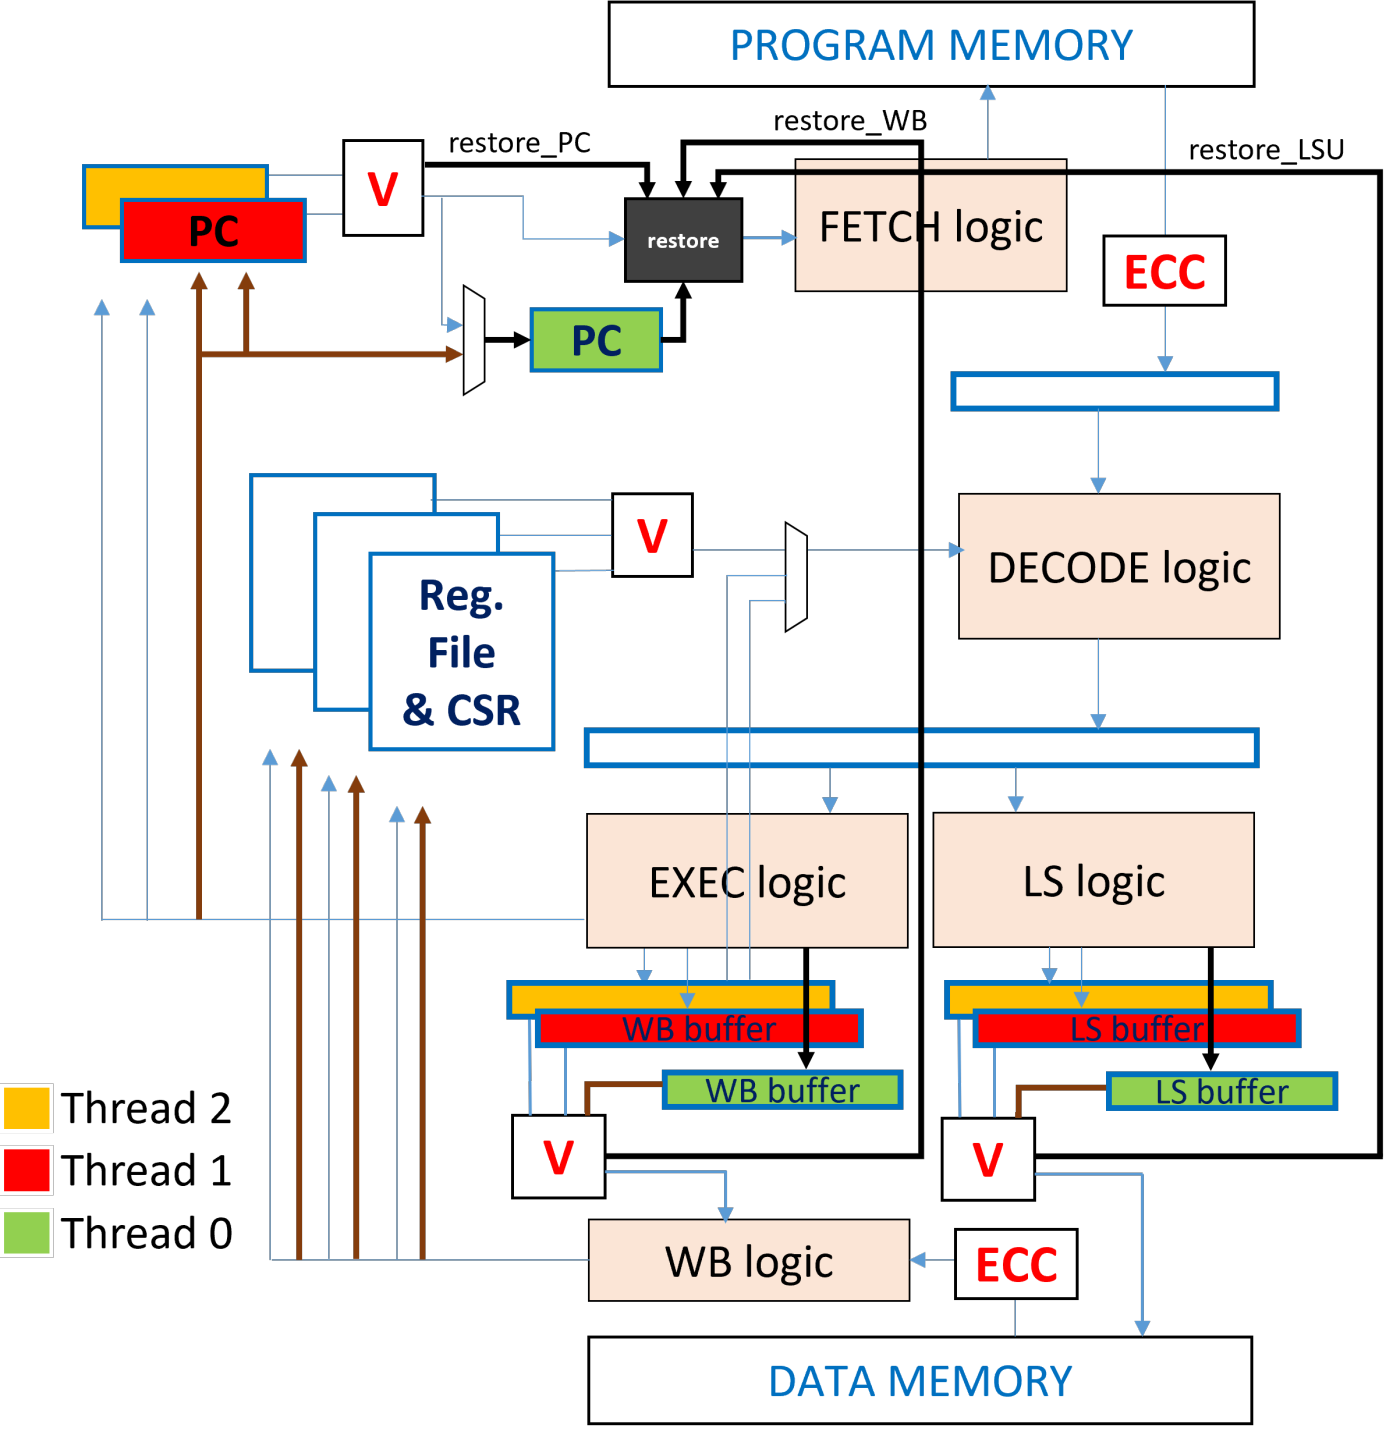 PROGRAM MEMORY
restore_WB
restore_PC
restore_LSU
V
PC
restore
FETCH logic
ECC
PC
V
DECODE logic
Reg.
File
& CSR
EXEC logic
LS logic
WB buffer
LS buffer
WB buffer
LS buffer
Thread 2
Thread 1
Thread 0
V
V
WB logic
ECC
DATA MEMORY